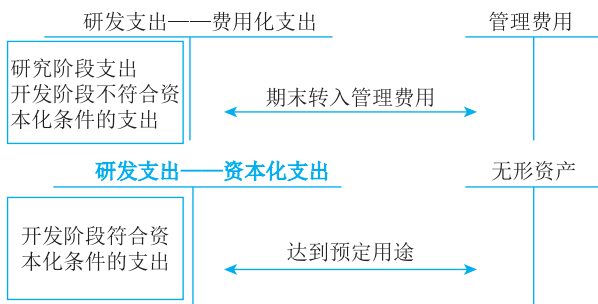 研发支出——费用化支出
管理费用
研究阶段支出
开发阶段不符合资
本化条件的支出
期末转入管理费用
研发支出——资本化支出
无形资产
开发阶段符合资
本化条件的支出
达到预定用途